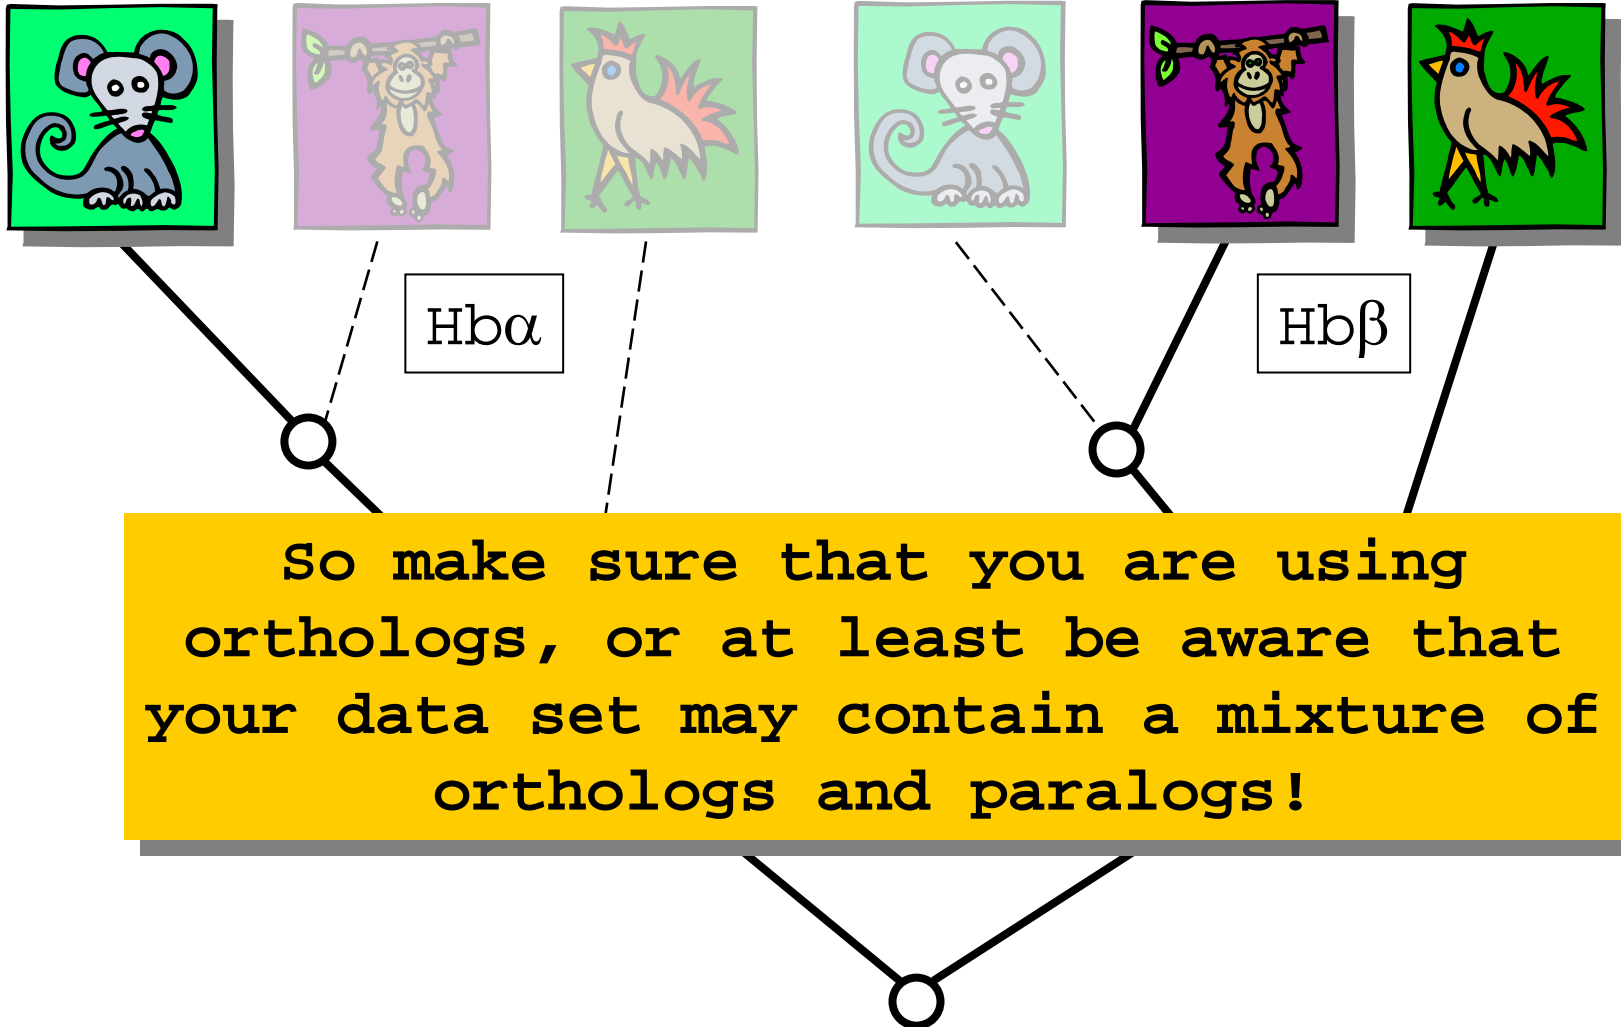 Hbα
Hbβ
So make sure that you are using
orthologs, or at least be aware that
your data set may contain a mixture of
orthologs and paralogs!